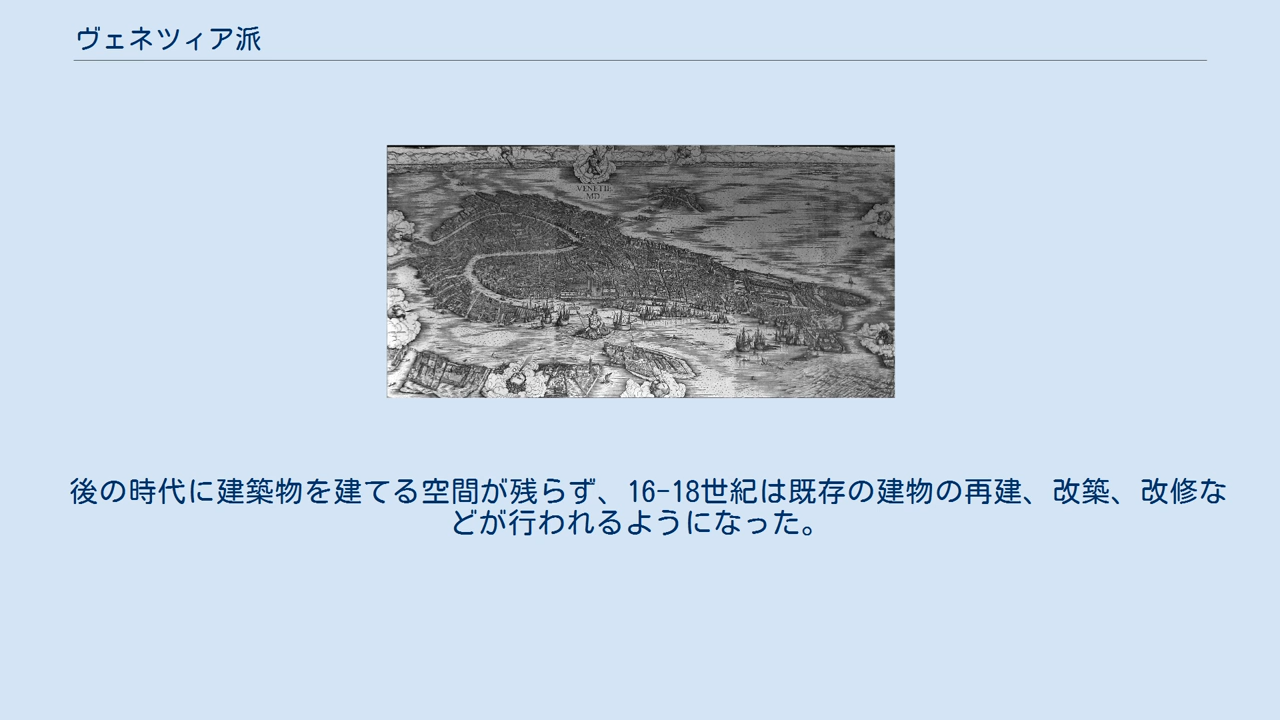 ヴェネツィア派
VENETIE
MD
後の時代に建築物を建てる空間が残らず、16-18世紀は既存の建物の再建、改築、改修な
どが行われるようになった。